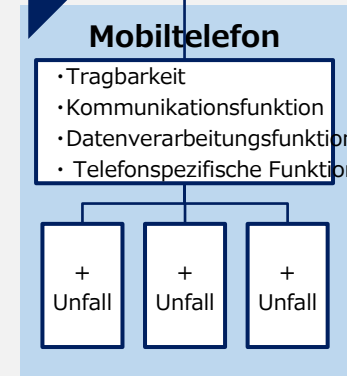 Mobiltelefon
・Tragbarkeit
・Kommunikationsfunktion
・Datenverarbeitungsfunktion
・ Telefonspezifische Funktion
+
Unfall
+
Unfall
+
Unfall